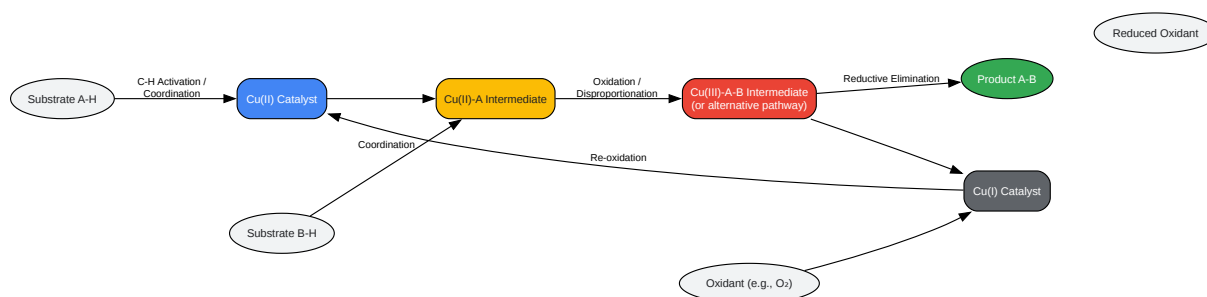 Reduced Oxidant
C-H Activation /
Coordination
Oxidation /
Disproportionation
Reductive Elimination
Substrate A-H
Cu(II) Catalyst
Cu(II)-A Intermediate
Cu(III)-A-B Intermediate
(or alternative pathway)
Product A-B
Coordination
Re-oxidation
Cu(I) Catalyst
Substrate B-H
Oxidant (e.g., O₂)